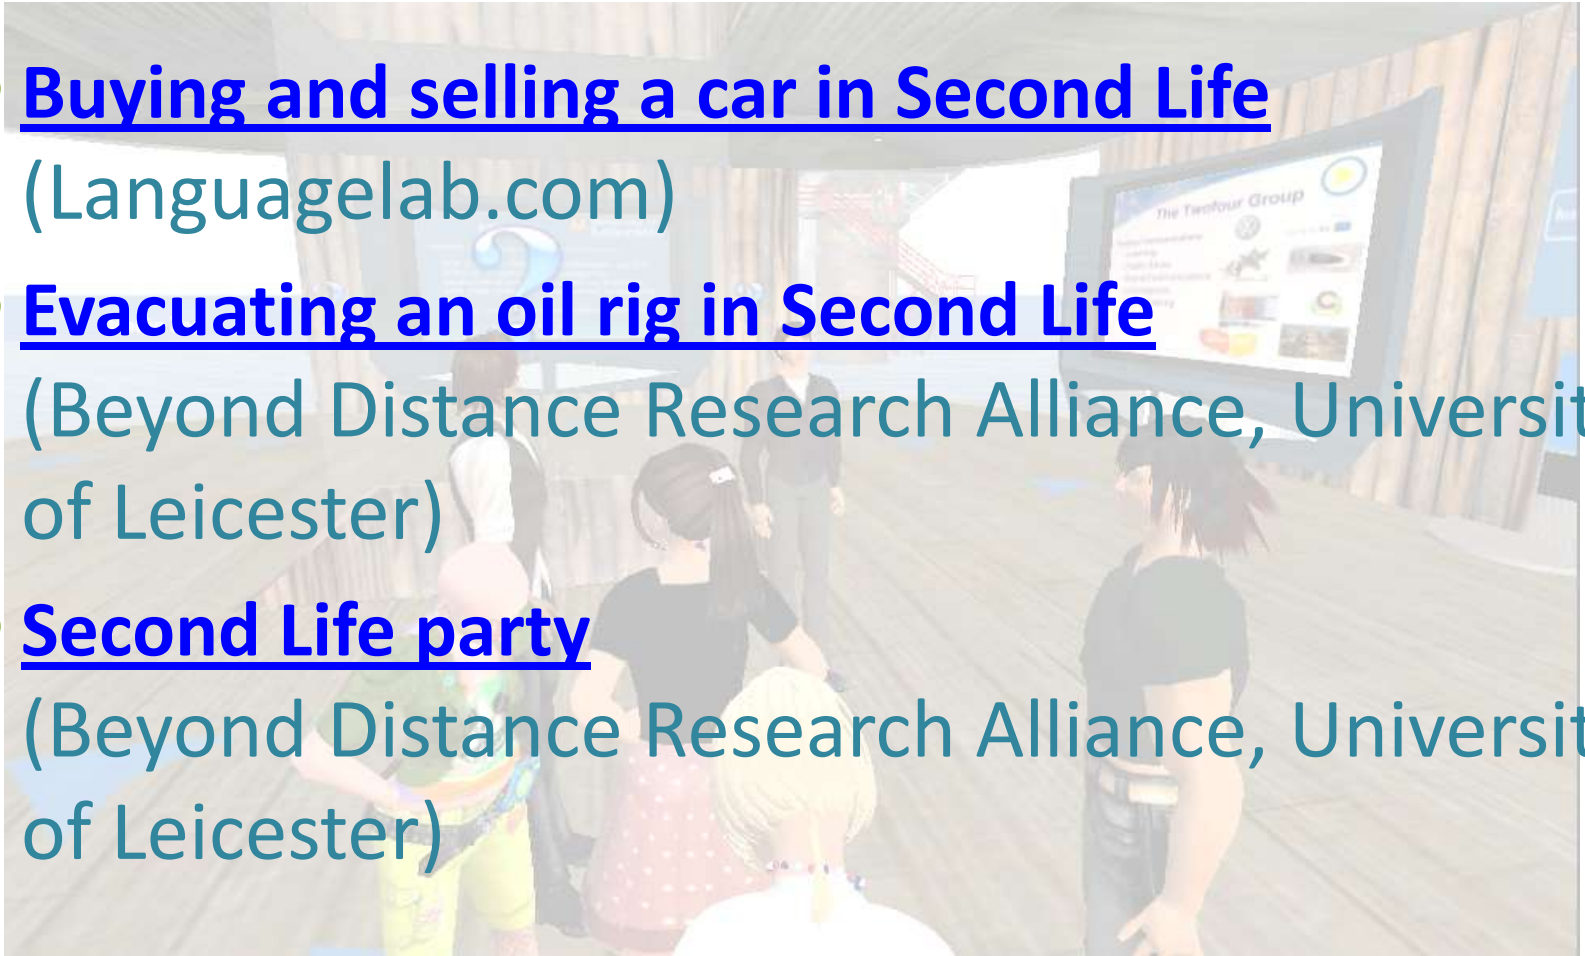 Buying and selling a car in Second Life
(Languagelab.com)
The Twofour Group
Evacuating an oil rig in Second Life
(Beyond Distance Research Alliance, Universit
of Leicester)
Second Life party
(Beyond Distance Research Alliance, Universit
of Leicester)